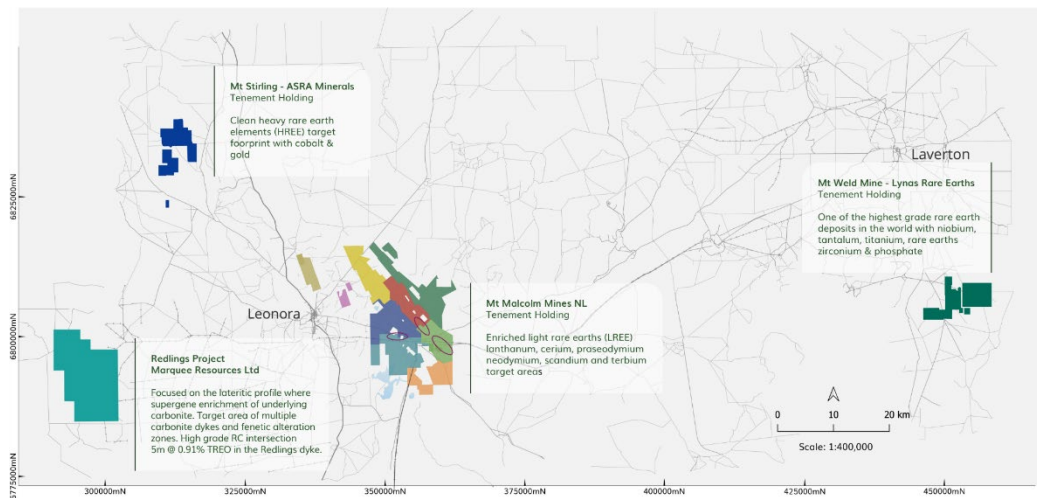 Mt Stirling - ASRA Minerals
Tenement Holding
Clean heavy rare earth
elements (HREE) target
foorprint with cobalt &
gold
Laverton
Mt Weld Mine - Lynas Rare Earths
Tenement Holding
One of the highest grade rare earth
deposits in the world with niobium,
tantalum, titanium, rare earths
zirconium & phosphate
6825000mN
Leonora
Mt Malcolm Mines NL
Tenement Holding
Enriched light rare earths (LREE)
lanthanum, cerium, praseodymium
neodymium, scandium and terbium
target areas
6800000mN
Redlings Project
Marquee Resources Ltd
Focused on the lateritic profile where
supergene enrichment of underlying
carbonite. Target area of multiple
carbonite dykes and fenetic alteration
zones. High grade RC intersection
5m @ 0.91% TREO in the Redlings dyke.
0 10 20 km
Scale: 1:400,000
6775000mN
300000mN 325000mN 350000mN 375000mN 400000mN 425000mN 450000mN